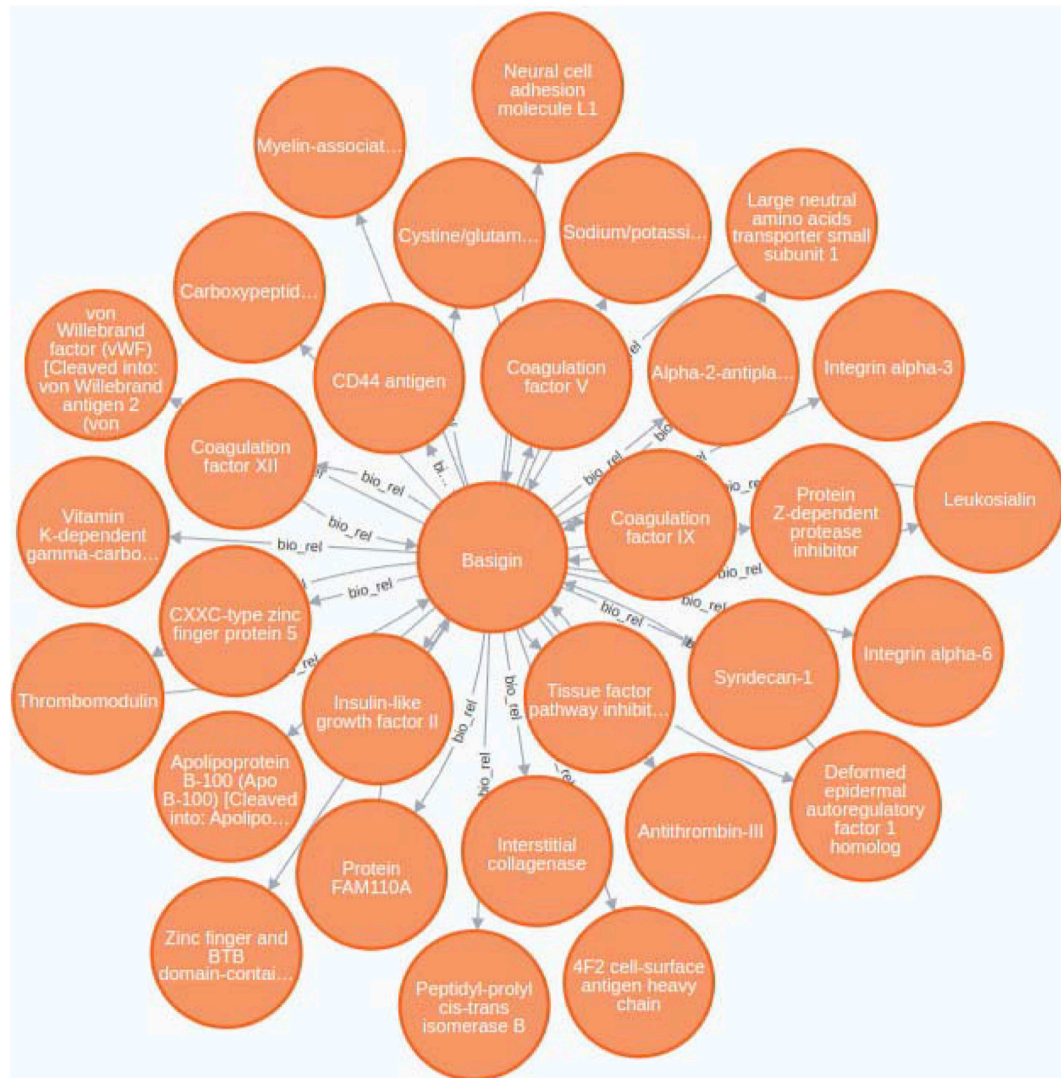 Neural cell
adhesion
molecule L1
Myelin-associat...
Large neutral
amino acids
transporter small
subunit 1
Cystine/glutam...
Sodium/potassi...
Carboxypeptid...
von
Willebrand
factor (vWF)
[Cleaved into:
von Willebrand
antigen 2
(von
CD44 antigen
Coagulation
factor V
Alpha-2-antipla...
Integrin alpha-3
Coagulation
factor XII
bio_rel
bi...
Vitamin
K-dependent
gamma-carbo...
bio_rel
bio_rel
Basigin
Coagulation
factor IX
Protein
Z-dependent
protease
inhibitor
Leukosialin
CXXC-type zinc
finger protein 5
bio_rel
bio_rel
bio_rel
bio_rel
Thrombomodulin
Insulin-like
growth factor II
bio_rel
bio_rel
bio_rel
Tissue factor
pathway inhibit...
Syndecan-1
Integrin alpha-6
Apolipoprotein
B-100 (Apo
B-100) [Cleaved
into: Apolipo...
Protein
FAM110A
Interstitial
collagenase
Antithrombin-III
Deformed
epidermal
autoregulatory
factor 1
homolog
Zinc finger and
BTB
domain-contai...
Peptidyl-prolyl
cis-trans
isomerase B
4F2 cell-surface
antigen heavy
chain